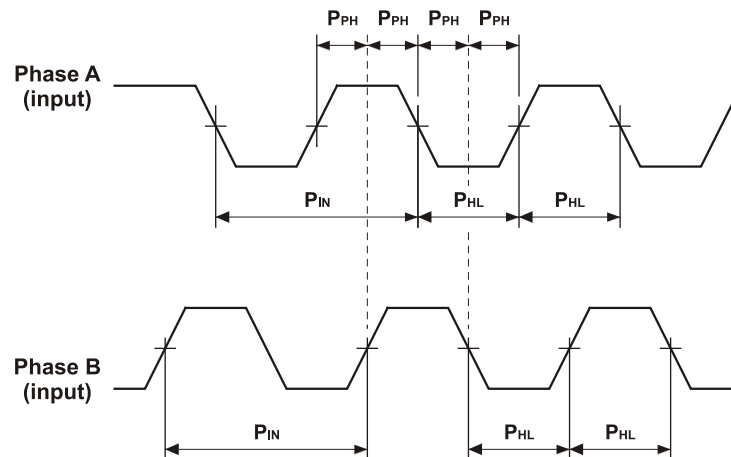 PPH PPH PPH PPH
Phase A
(input)
PIN PHL PHL
Phase B
(input)
PIN PHL PHL